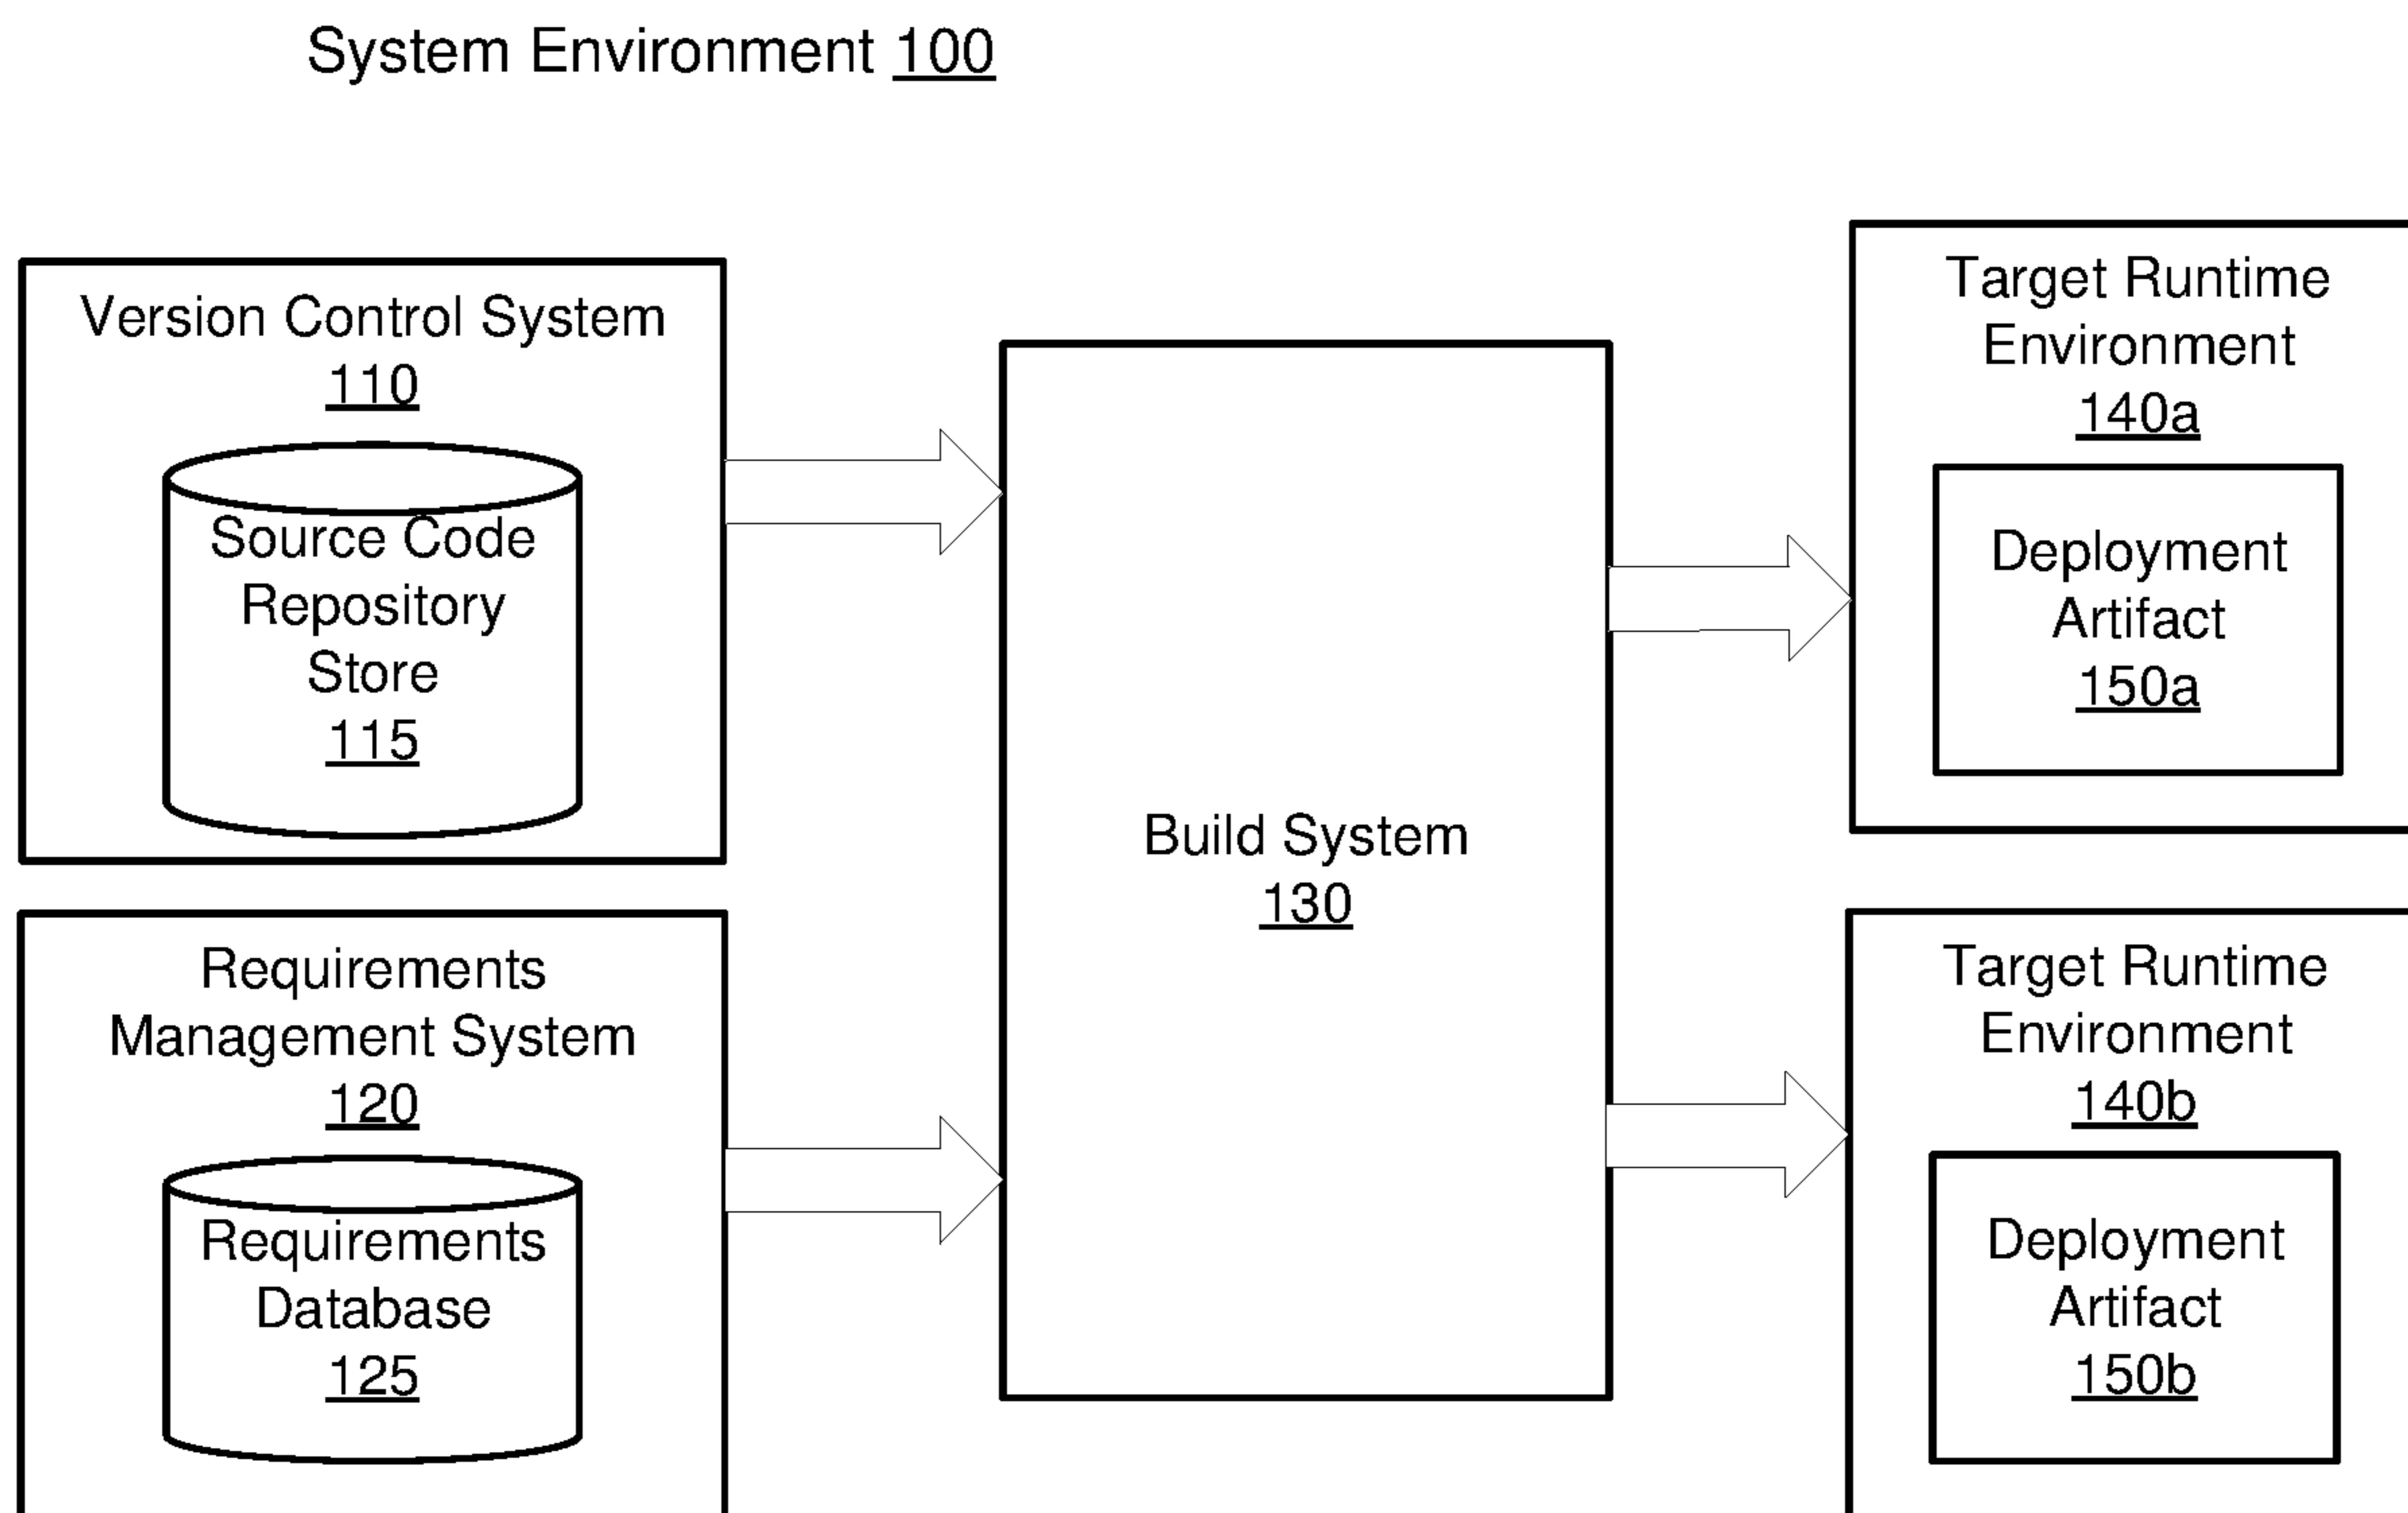 System Environment 100
Version Control System
110
Source Code
Repository
Store
115
Requirements
Management System
120
Requirements
Database
125
Build System
130
Target Runtime
Environment
140a
Deployment
Artifact
150a
Target Runtime
Environment
140b
Deployment
Artifact
150b